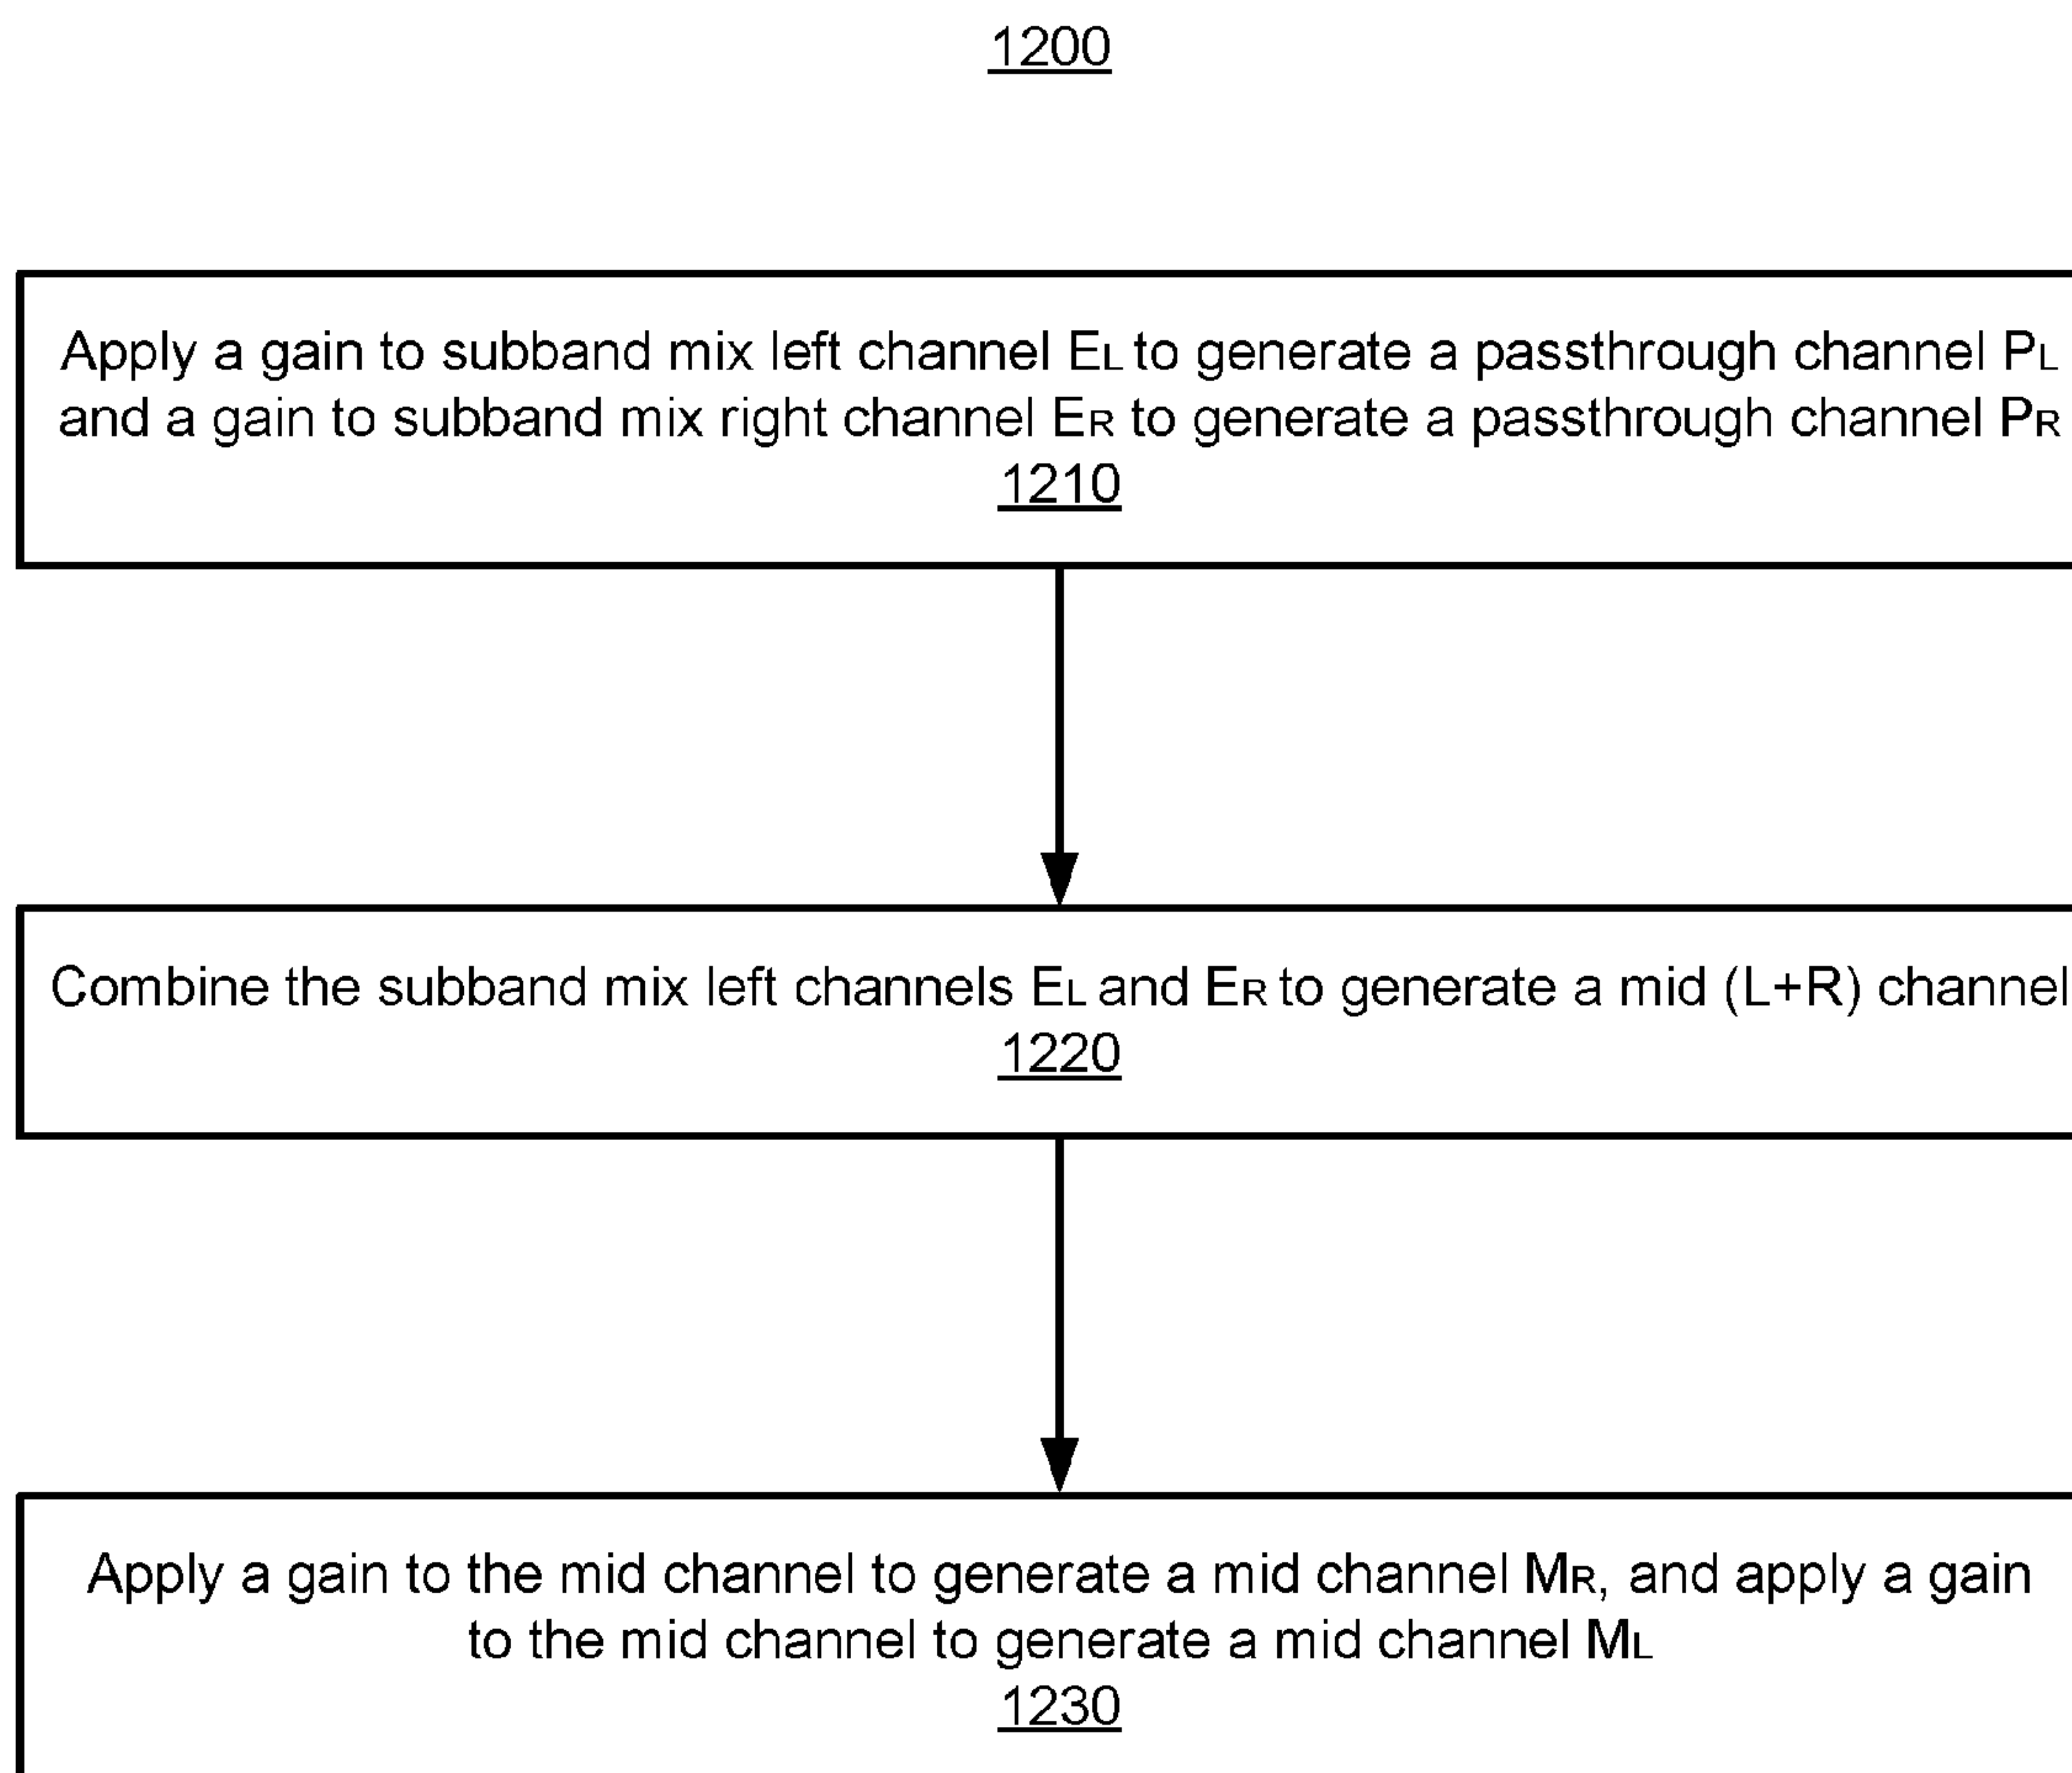 1200
Apply a gain to subband mix left channel EL to generate a passthrough channel PL
and a gain to subband mix right channel ER to generate a passthrough channel PR
1210
Combine the subband mix left channels EL and ER to generate a mid (L+R) channel
1220
Apply a gain to the mid channel to generate a mid channel MR, and apply a gain
to the mid channel to generate a mid channel ML
1230